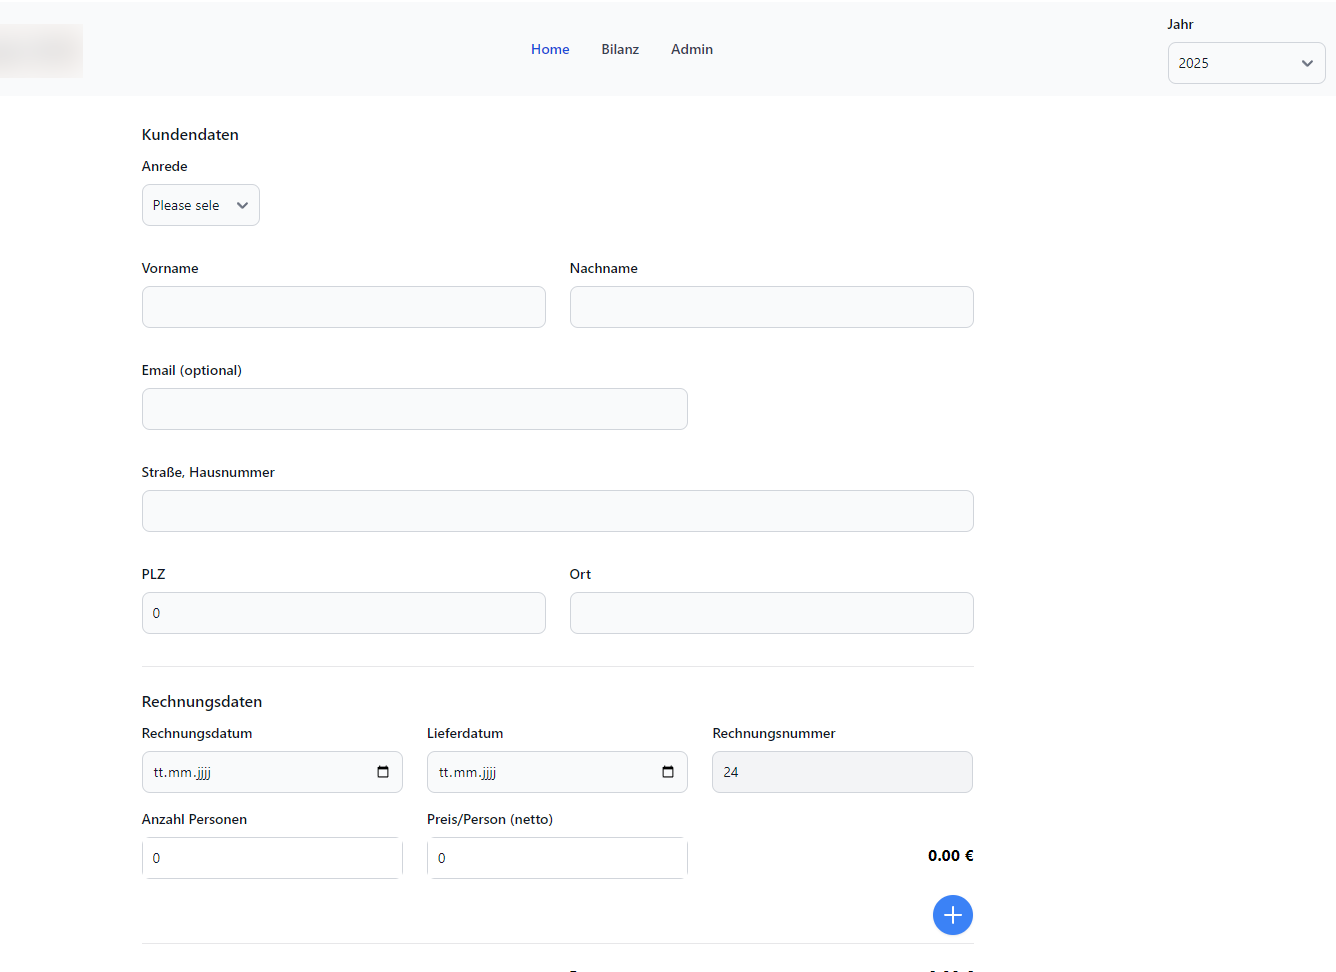 Home Bilanz Admin
Jahr
2025
Kundendaten
Anrede
Please sele
Vorname Nachname
Email (optional)
Straße, Hausnummer
PLZ Ort
0
Rechnungsdaten
Rechnungsdatum Lieferdatum Rechnungsnummer
tt.mm.jjjj tt.mm.jjjj 24
Anzahl Personen Preis/Person (netto)
0 0 0.00 €